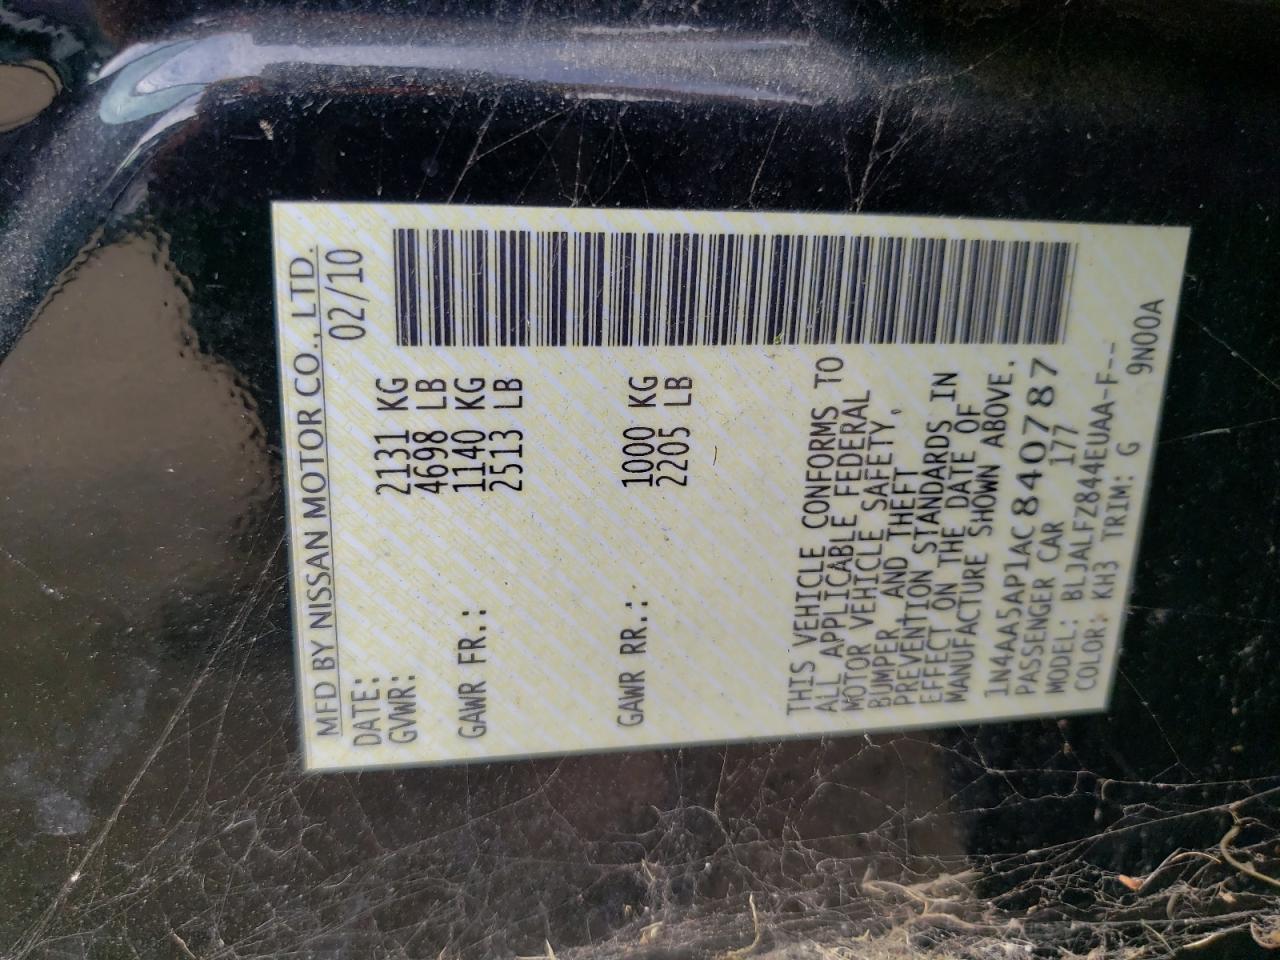 MFD BY NISSAN MOTOR CO., LTD.
DATE: 02/10
GVWR: 2131 KG
4698 LB
GAWR FR.: 1140 KG
2513 LB
GAWR RR.: 1000 KG
2205 LB
THIS VEHICLE CONFORMS TO
ALL APPLICABLE FEDERAL
MOTOR VEHICLE SAFETY,
BUMPER AND THEFT
PREVENTION STANDARDS IN
EFFECT ON THE DATE OF
MANUFACTURE SHOWN ABOVE.
1N4AA5AP1AC840787
PASSENGER CAR 177
MODEL: BLJALFZ844EUAA-F--
COLOR: KH3 TRIM: G 9N00A